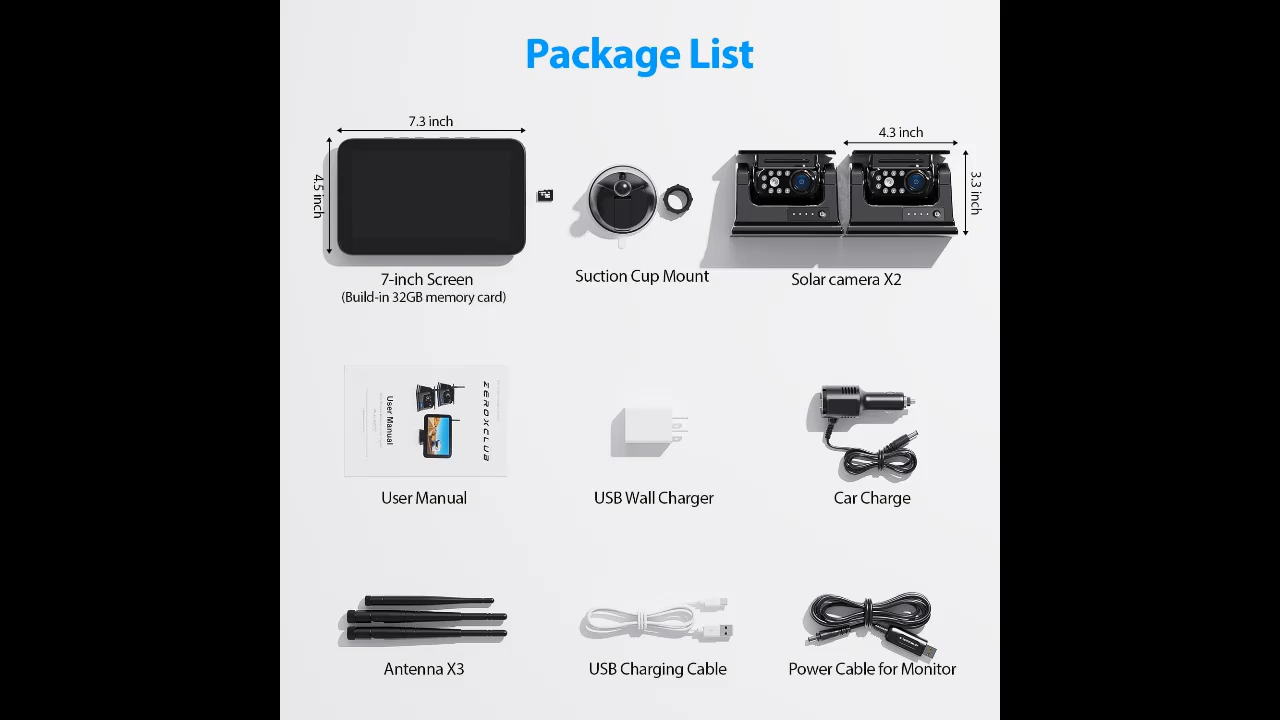 Package List
7.3 inch
4.3 inch
4.5 inch
3.3 inch
7-inch Screen
(Build-in 32GB memory card)
Suction Cup Mount
Solar camera X2
ZEROXCLUB
User Manual
User Manual
USB Wall Charger
Car Charge
Antenna X3
USB Charging Cable
Power Cable for Monitor